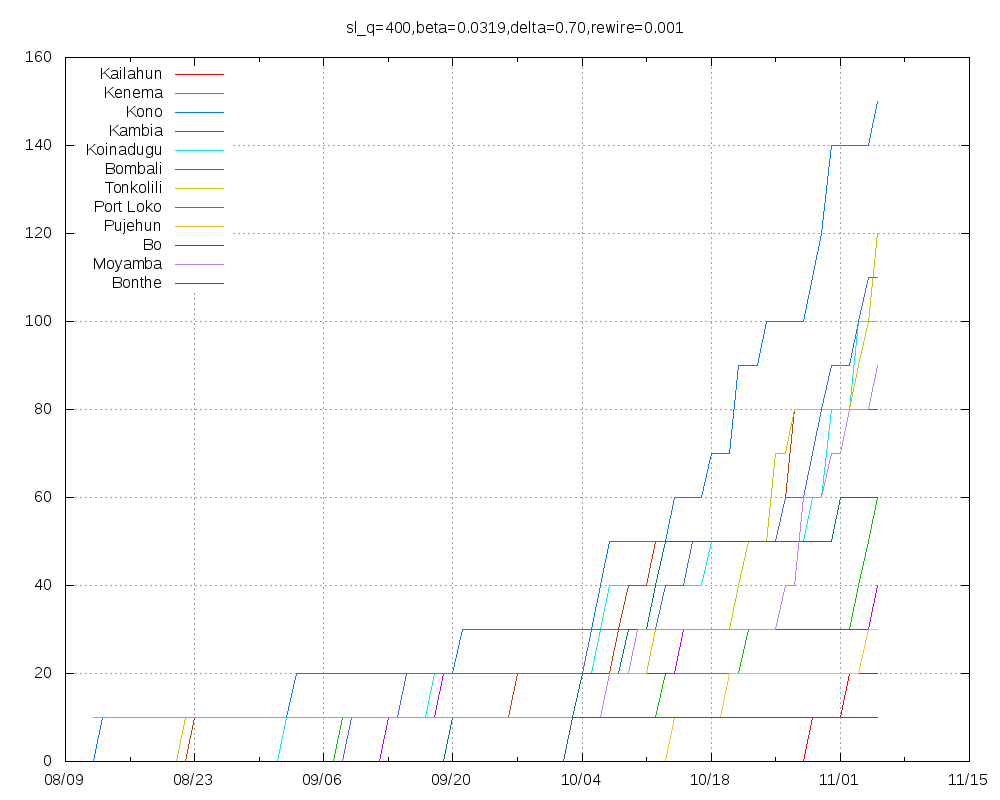 sl_q=400,beta=0.0319,delta=0.70,rewire=0.001
160
140
120
100
80
60
40
20
0
Kailahun
Kenema
Kono
Kambia
Koinadugu
Bombali
Tonkolili
Port Loko
Pujehun
Bo
Moyamba
Bonthe
08/09 08/23 09/06 09/20 10/04 10/18 11/01 11/15